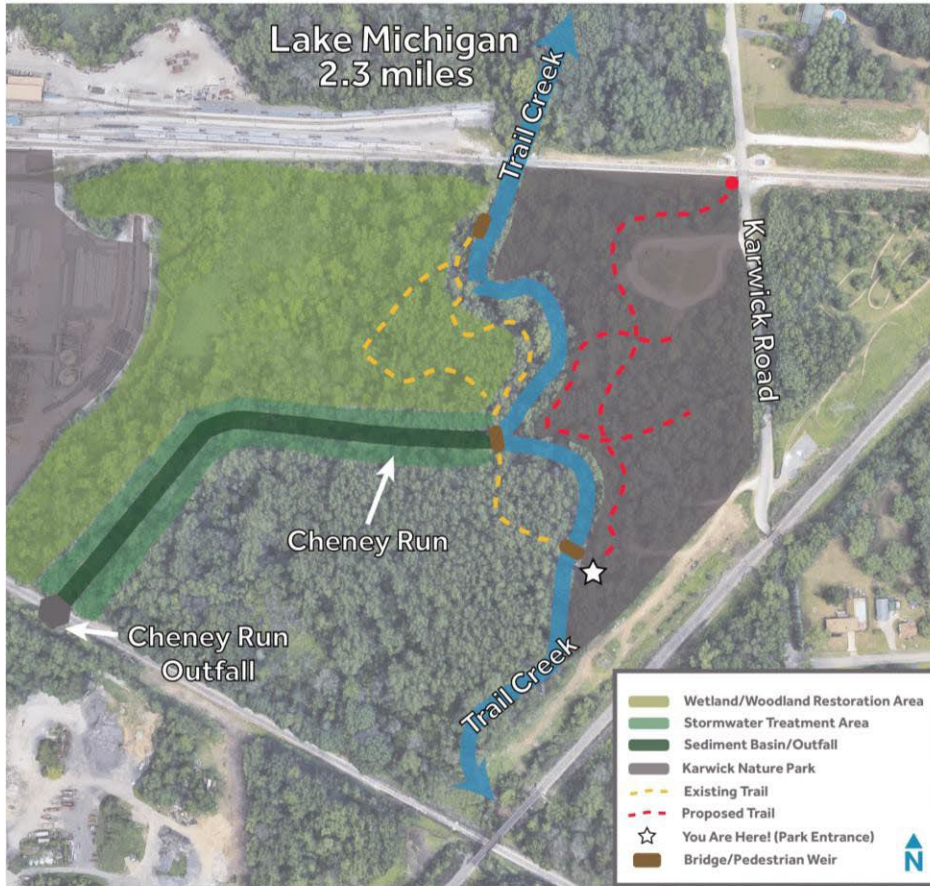 Lake Michigan
2.3 miles
Trail Creek
Karwick Road
Cheney Run
Cheney Run
Outfall
Trail Creek
Wetland/Woodland Restoration Area
Stormwater Treatment Area
Sediment Basin/Outfall
Karwick Nature Park
Existing Trail
Proposed Trail
You Are Here! (Park Entrance)
Bridge/Pedestrian Weir
N